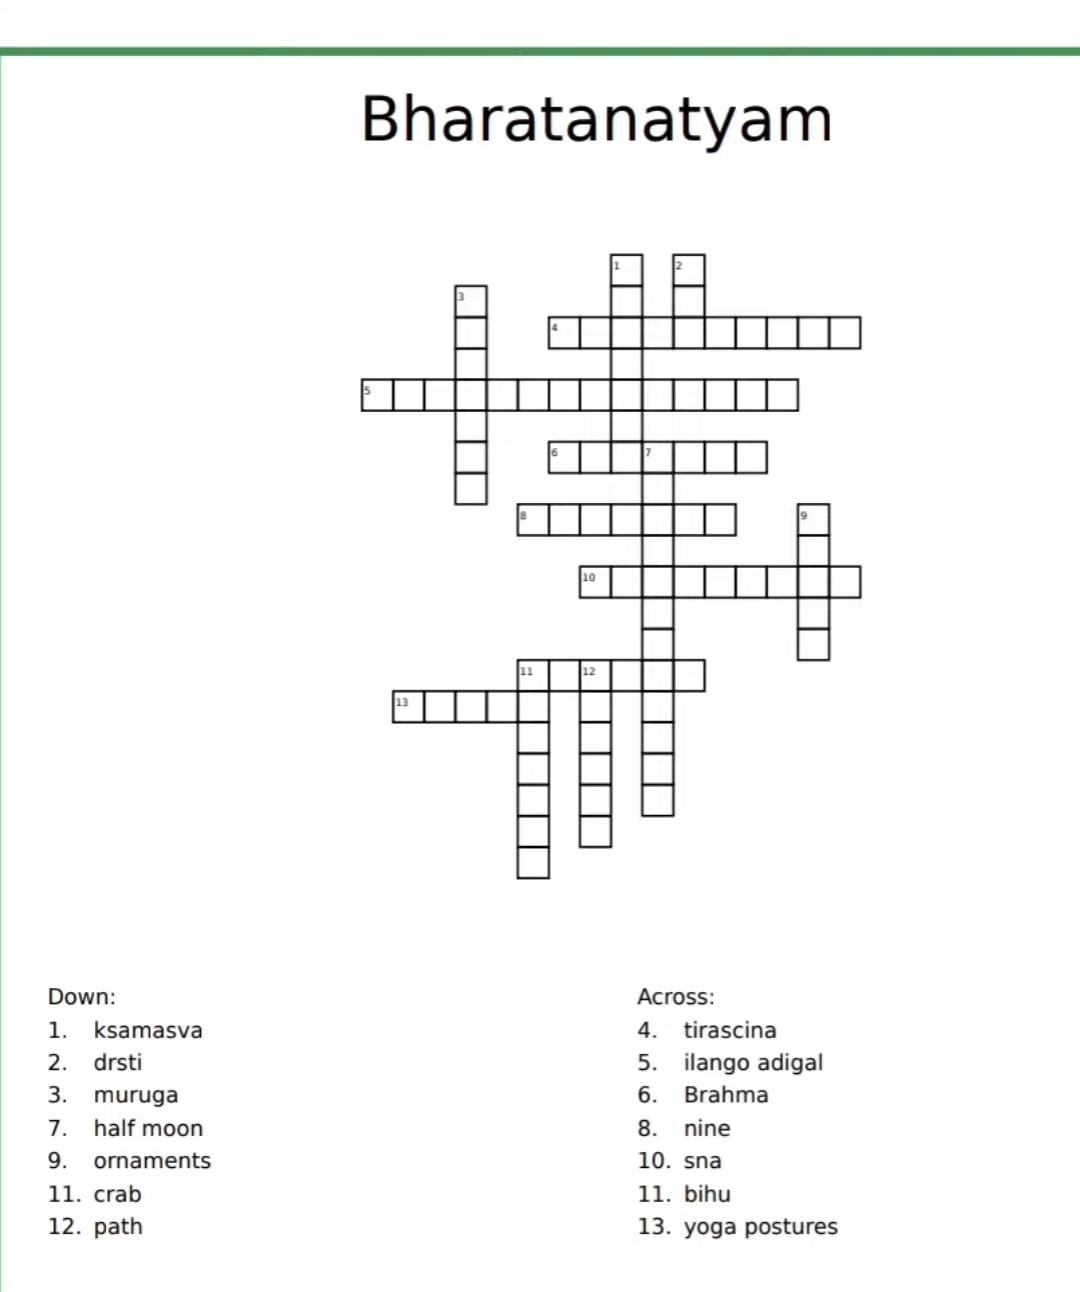 Bharatanatyam
1
2
3
4
5
6
7
8
9
10
11
12
13
Down:
1. ksamasva
2. drsti
3. muruga
7. half moon
9. ornaments
11. crab
12. path
Across:
4. tirascina
5. ilango adigal
6. Brahma
8. nine
10. sna
11. bihu
13. yoga postures